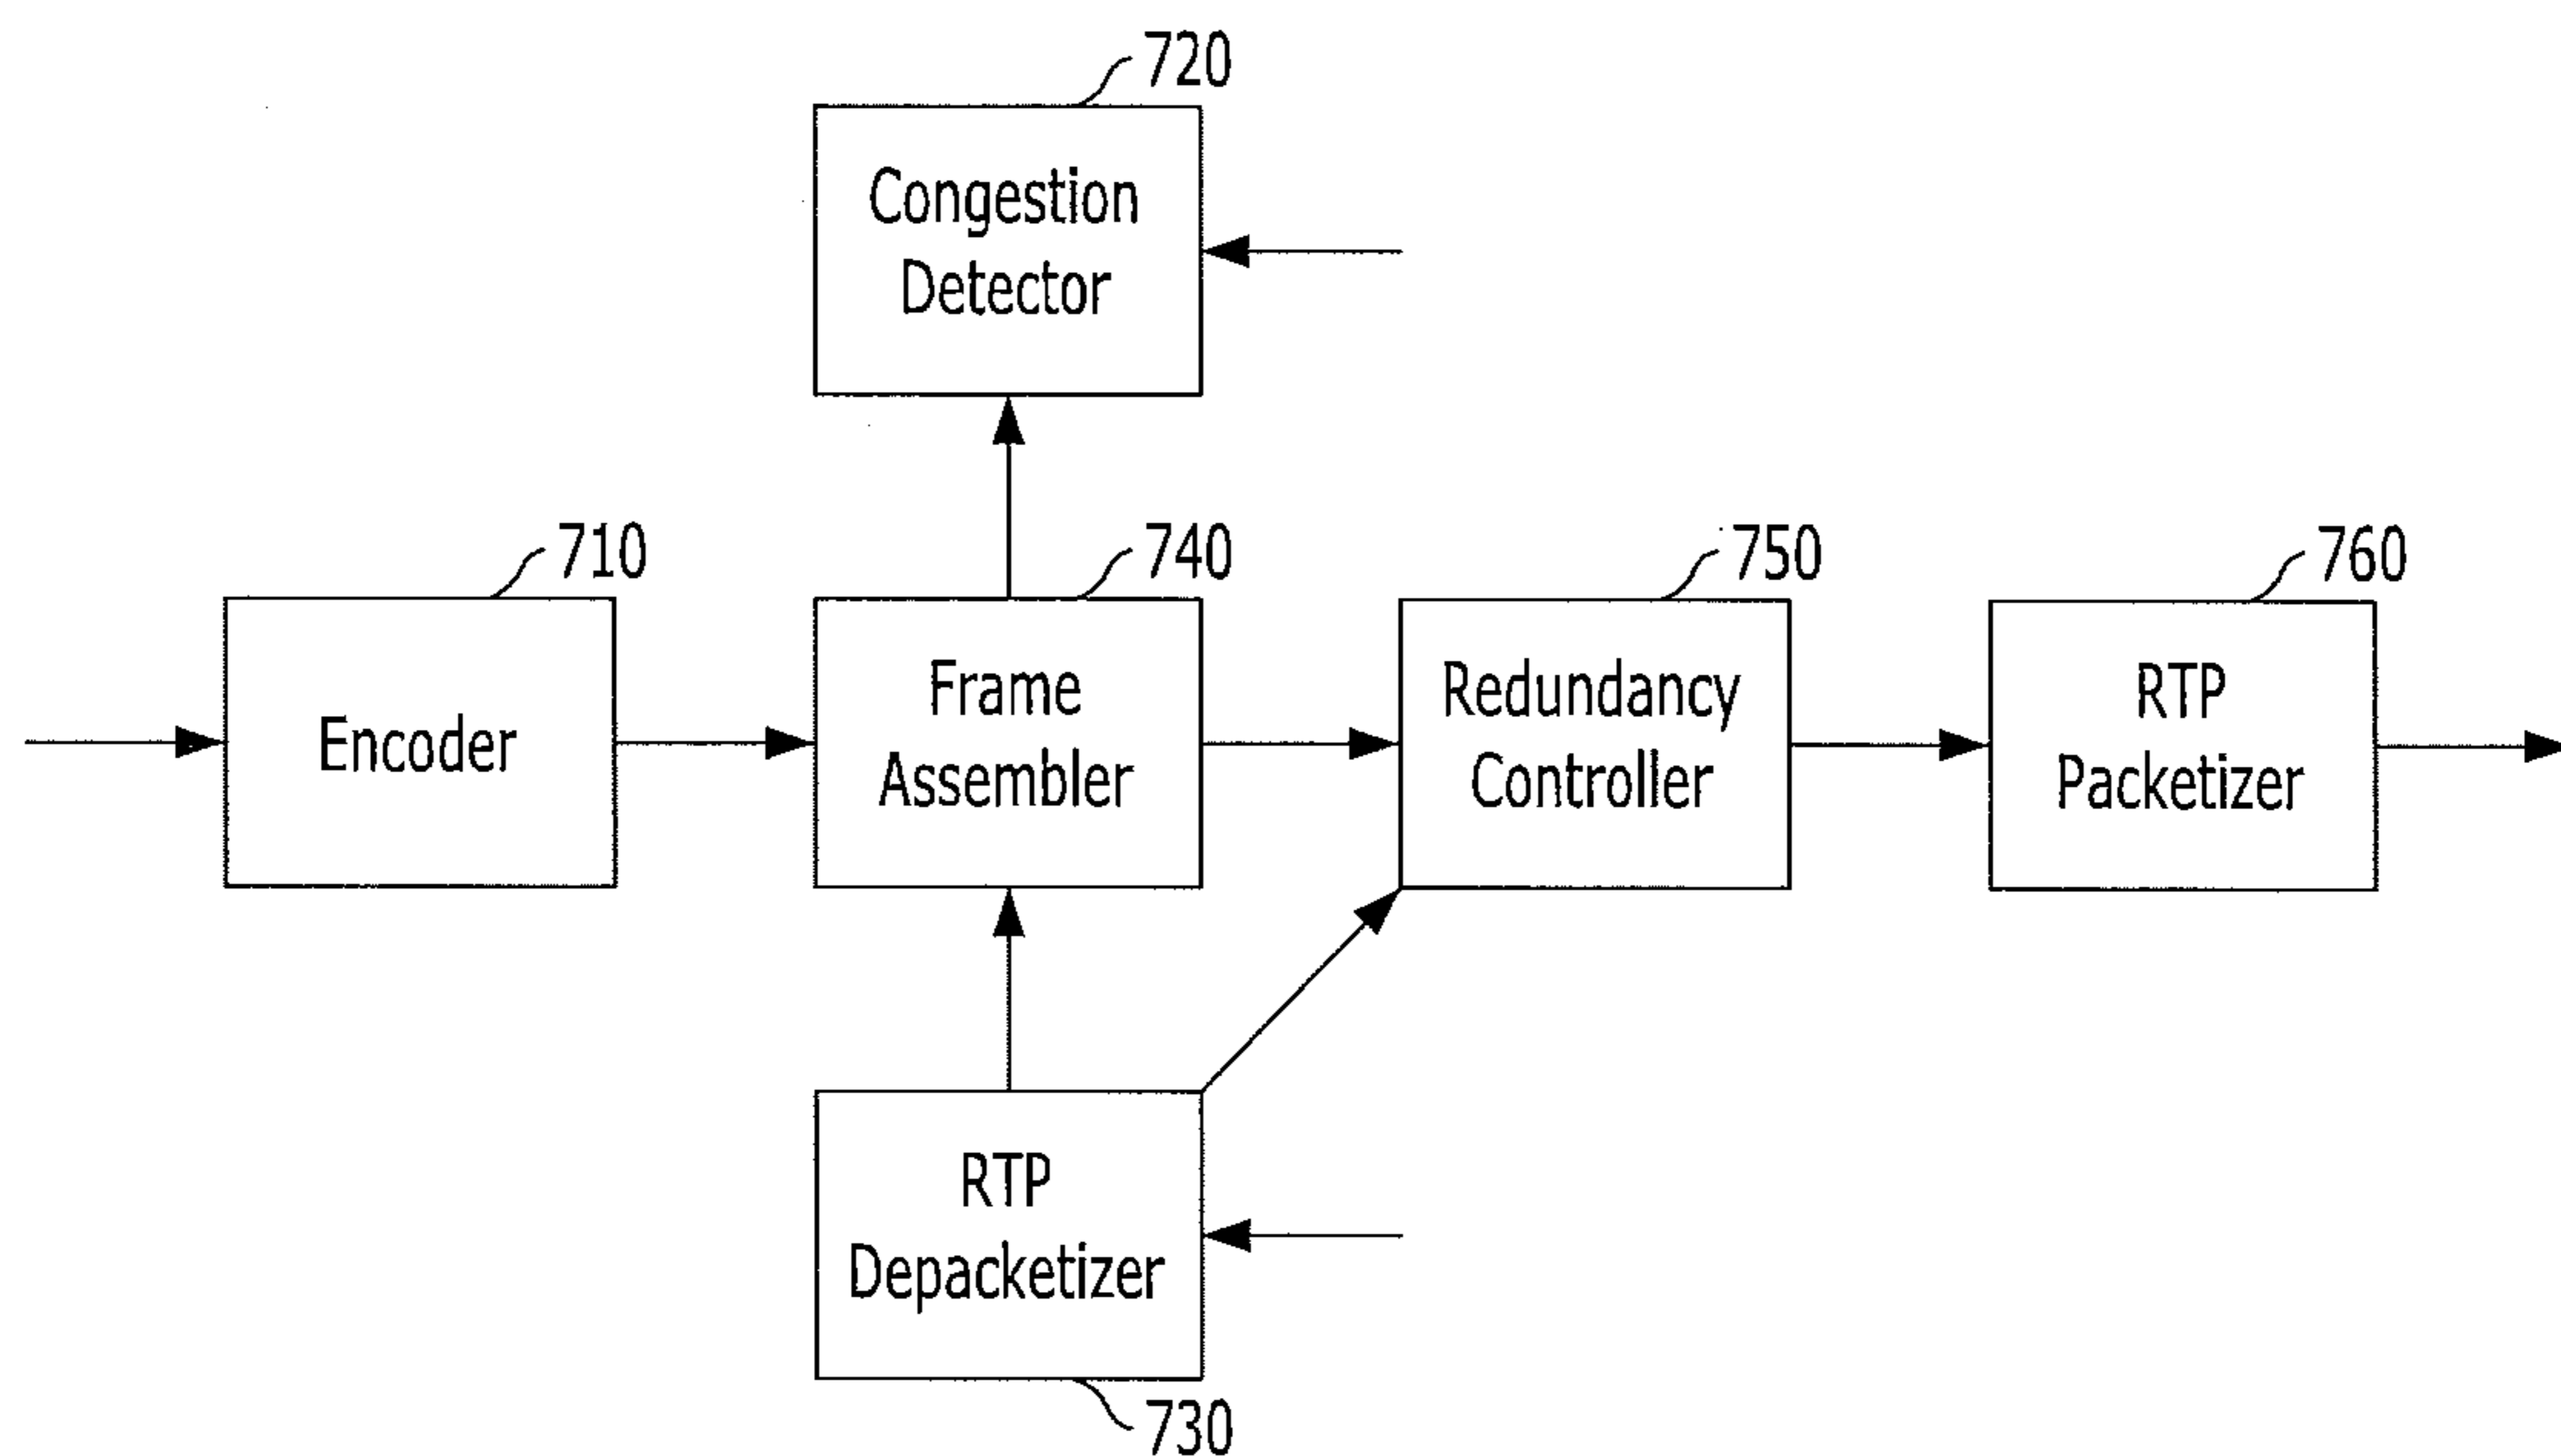 720
Congestion
Detector
710
740
750
760
Encoder
Frame
Assembler
Redundancy
Controller
RTP
Packetizer
RTP
Depacketizer
730